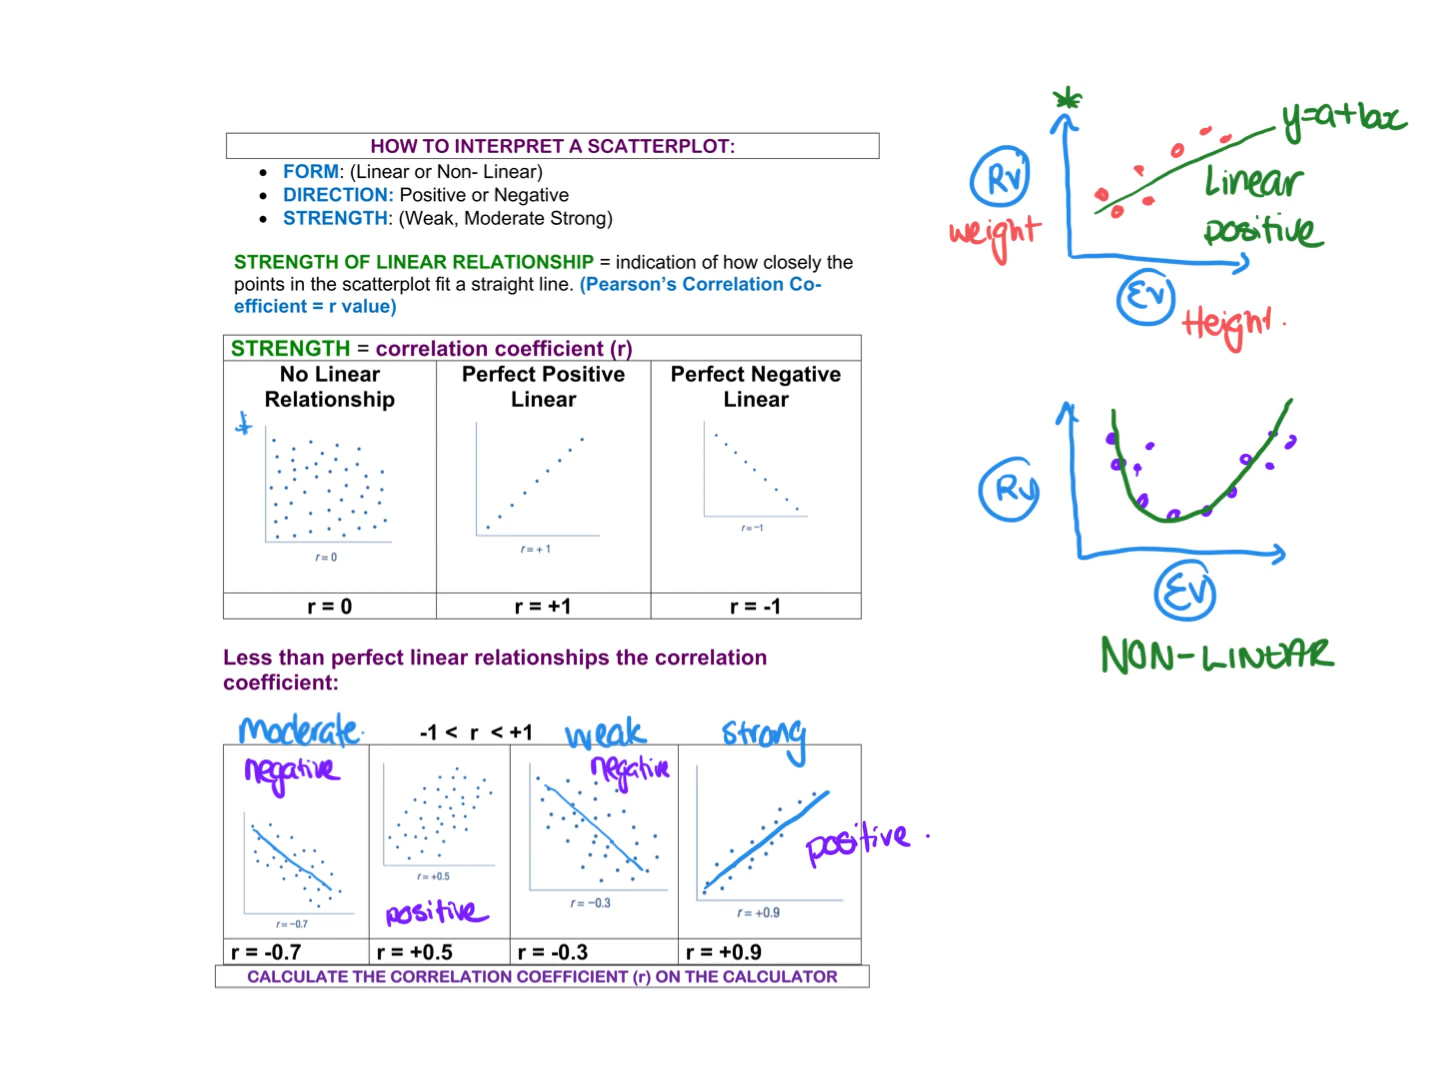 HOW TO INTERPRET A SCATTERPLOT:
• FORM: (Linear or Non- Linear)
• DIRECTION: Positive or Negative
• STRENGTH: (Weak, Moderate Strong)
STRENGTH OF LINEAR RELATIONSHIP = indication of how closely the
points in the scatterplot fit a straight line. (Pearson's Correlation Co-
efficient = r value)
STRENGTH = correlation coefficient (r)
No Linear
Relationship
r = 0
r = 0
Perfect Positive
Linear
r = + 1
r = +1
Perfect Negative
Linear
r = −1
r = -1
Less than perfect linear relationships the correlation
coefficient:
-1 < r < +1
Moderate.
negative
r = −0.7
r = -0.7
r = +0.5
positive
r = +0.5
weak
negative
r = −0.3
r = -0.3
strong
positive.
r = +0.9
r = +0.9
CALCULATE THE CORRELATION COEFFICIENT (r) ON THE CALCULATOR
*
y=a+bx
RV
weight
Linear
positive
EV
Height.
RV
EV
NON-LINEAR